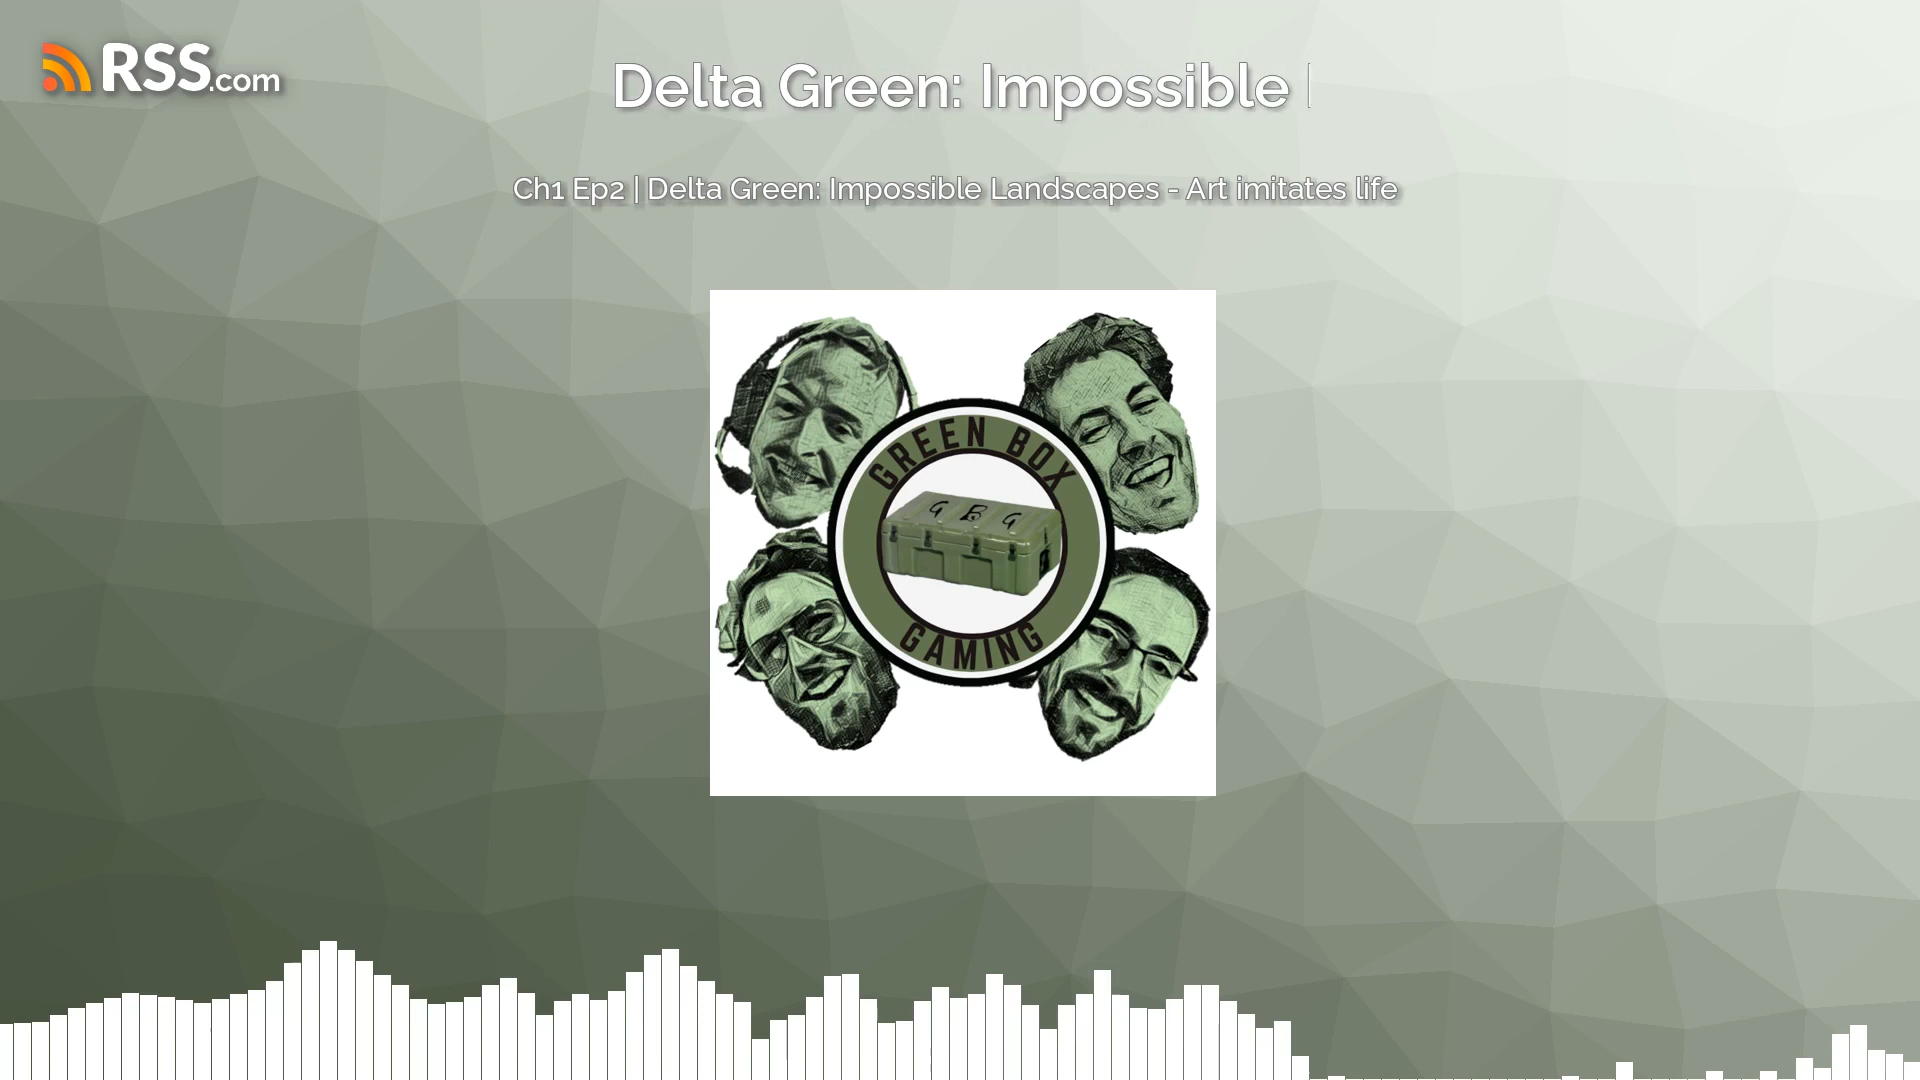 RSS.com
Delta Green: Impossible
Ch1 Ep2 | Delta Green: Impossible Landscapes - Art imitates life
GREEN BOX
G B G
GAMING